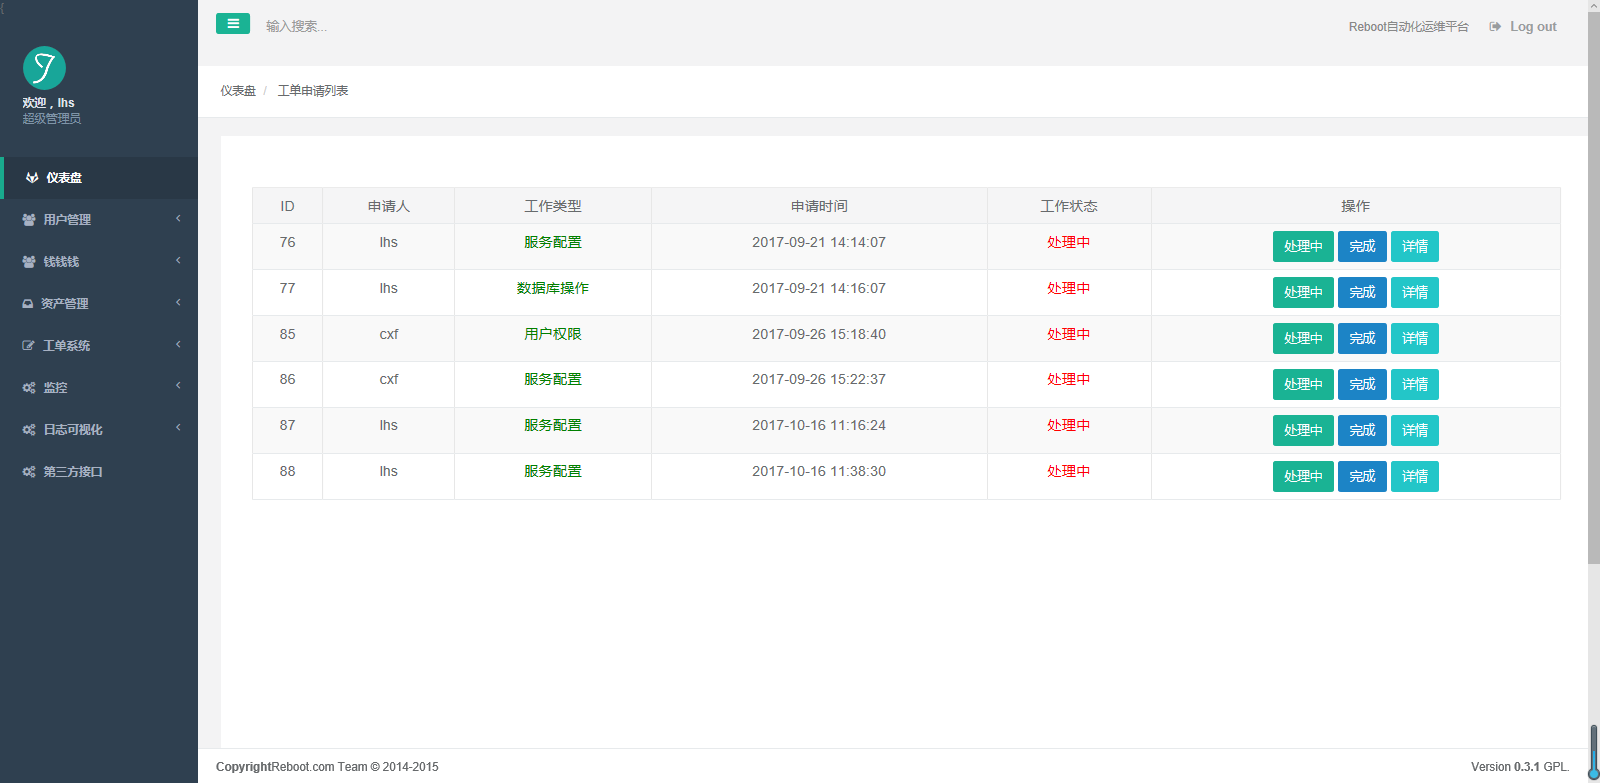 {
欢迎，lhs
超级管理员
仪表盘
用户管理
钱钱钱
资产管理
工单系统
监控
日志可视化
第三方接口
输入搜索... Reboot自动化运维平台 Log out
仪表盘 / 工单申请列表
ID 申请人 工作类型 申请时间 工作状态 操作
76 lhs 服务配置 2017-09-21 14:14:07 处理中 处理中 完成 详情
77 lhs 数据库操作 2017-09-21 14:16:07 处理中 处理中 完成 详情
85 cxf 用户权限 2017-09-26 15:18:40 处理中 处理中 完成 详情
86 cxf 服务配置 2017-09-26 15:22:37 处理中 处理中 完成 详情
87 lhs 服务配置 2017-10-16 11:16:24 处理中 处理中 完成 详情
88 lhs 服务配置 2017-10-16 11:38:30 处理中 处理中 完成 详情
CopyrightReboot.com Team © 2014-2015 Version 0.3.1 GPL.